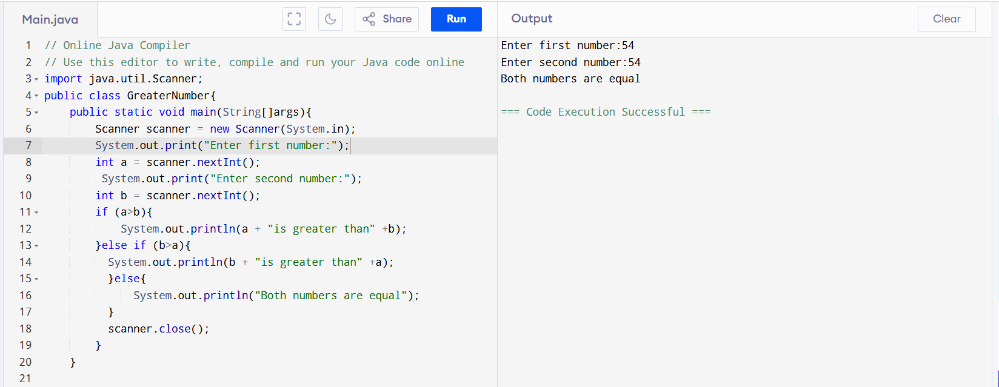 Main.java
Share
Run
Output
Clear
1 // Online Java Compiler
2 // Use this editor to write, compile and run your Java code online
3 import java.util.Scanner;
4 public class GreaterNumber{
5     public static void main(String[]args){
6         Scanner scanner = new Scanner(System.in);
7         System.out.print("Enter first number:");
8         int a = scanner.nextInt();
9          System.out.print("Enter second number:");
10         int b = scanner.nextInt();
11         if (a>b){
12             System.out.println(a + "is greater than" +b);
13         }else if (b>a){
14           System.out.println(b + "is greater than" +a);
15           }else{
16               System.out.println("Both numbers are equal");
17           }
18           scanner.close();
19         }
20     }
21
Enter first number:54
Enter second number:54
Both numbers are equal
=== Code Execution Successful ===